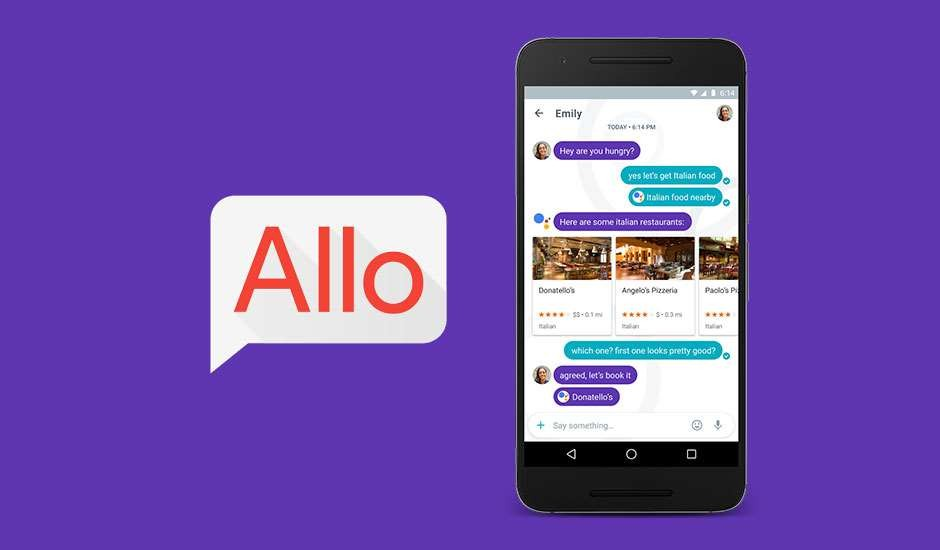 Allo
6:14
Emily
TODAY • 6:14 PM
Hey are you hungry?
yes let's get Italian food
Italian food nearby
Here are some italian restaurants:
Donatello's
$$ • 0.1 mi
Italian
Angelo's Pizzeria
$ • 0.3 mi
Italian
Paolo's Piz
Italian
which one? first one looks pretty good?
agreed, let's book it
Donatello's
Say something...